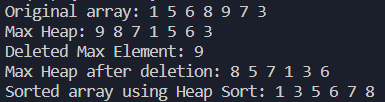 Original array: 1 5 6 8 9 7 3
Max Heap: 9 8 7 1 5 6 3
Deleted Max Element: 9
Max Heap after deletion: 8 5 7 1 3 6
Sorted array using Heap Sort: 1 3 5 6 7 8